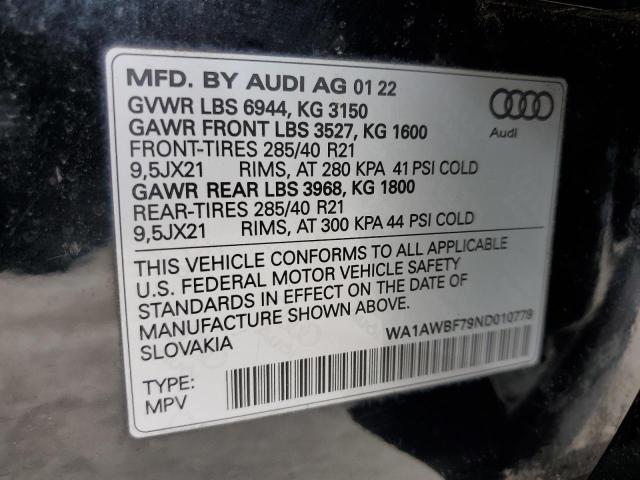 MFD. BY AUDI AG 01 22
GVWR LBS 6944, KG 3150
GAWR FRONT LBS 3527, KG 1600
FRONT-TIRES 285/40 R21
9,5JX21 RIMS, AT 280 KPA 41 PSI COLD
GAWR REAR LBS 3968, KG 1800
REAR-TIRES 285/40 R21
9,5JX21 RIMS, AT 300 KPA 44 PSI COLD
Audi
THIS VEHICLE CONFORMS TO ALL APPLICABLE
U.S. FEDERAL MOTOR VEHICLE SAFETY
STANDARDS IN EFFECT ON THE DATE OF
MANUFACTURE SHOWN ABOVE.
SLOVAKIA
WA1AWBF79ND010779
TYPE:
MPV